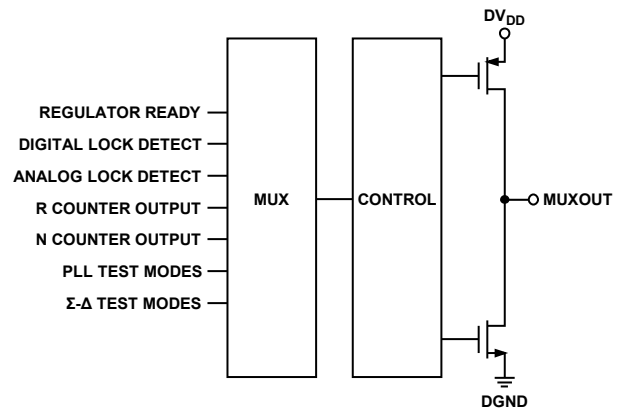 DVDD
REGULATOR READY
DIGITAL LOCK DETECT
ANALOG LOCK DETECT
R COUNTER OUTPUT
N COUNTER OUTPUT
PLL TEST MODES
Σ-Δ TEST MODES
MUX
CONTROL
MUXOUT
DGND